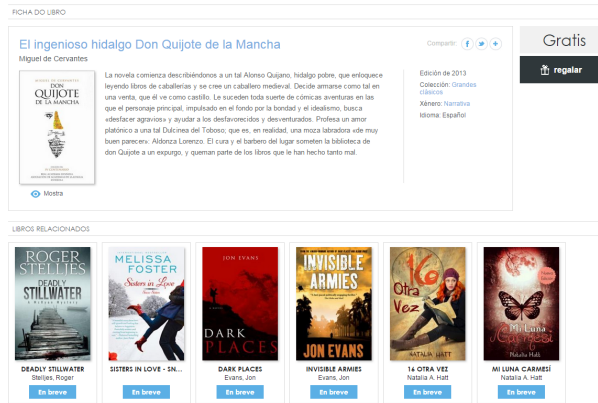 FICHA DO LIBRO
El ingenioso hidalgo Don Quijote de la Mancha
Miguel de Cervantes
Compartir:
Gratis
regalar
MIGUEL DE CERVANTES
DON
QUIJOTE
DE LA MANCHA
La novela comienza describiéndonos a un tal Alonso Quijano, hidalgo pobre, que enloquece
leyendo libros de caballerías y se cree un caballero medieval. Decide armarse como tal en
una venta, que él ve como castillo. Le suceden toda suerte de cómicas aventuras en las
que el personaje principal, impulsado en el fondo por la bondad y el idealismo, busca
«desfacer agravios» y ayudar a los desfavorecidos y desventurados. Profesa un amor
platónico a una tal Dulcinea del Toboso, que es, en realidad, una moza labradora «de muy
buen parecer»: Aldonza Lorenzo. El cura y el barbero del lugar someten la biblioteca de
don Quijote a un expurgo, y queman parte de los libros que le han hecho tanto mal.
Edición de 2013
Colección: Grandes
clásicos
Xénero: Narrativa
Idioma: Español
Mostra
LIBROS RELACIONADOS
ROGER
STELLJES
DEADLY
STILLWATER
MELISSA
FOSTER
Sisters in Love
JON EVANS
DARK
PLACES
INVISIBLE
ARMIES
JON EVANS
16
Otra
Vez
NATALIA HATT
Mi Luna
Carmesí
Natalia Hatt
DEADLY STILLWATER
Stelljes, Roger
En breve
SISTERS IN LOVE - SN...
En breve
DARK PLACES
Evans, Jon
En breve
INVISIBLE ARMIES
Evans, Jon
En breve
16 OTRA VEZ
Natalia A. Hatt
En breve
MI LUNA CARMESÍ
Natalia A. Hatt
En breve